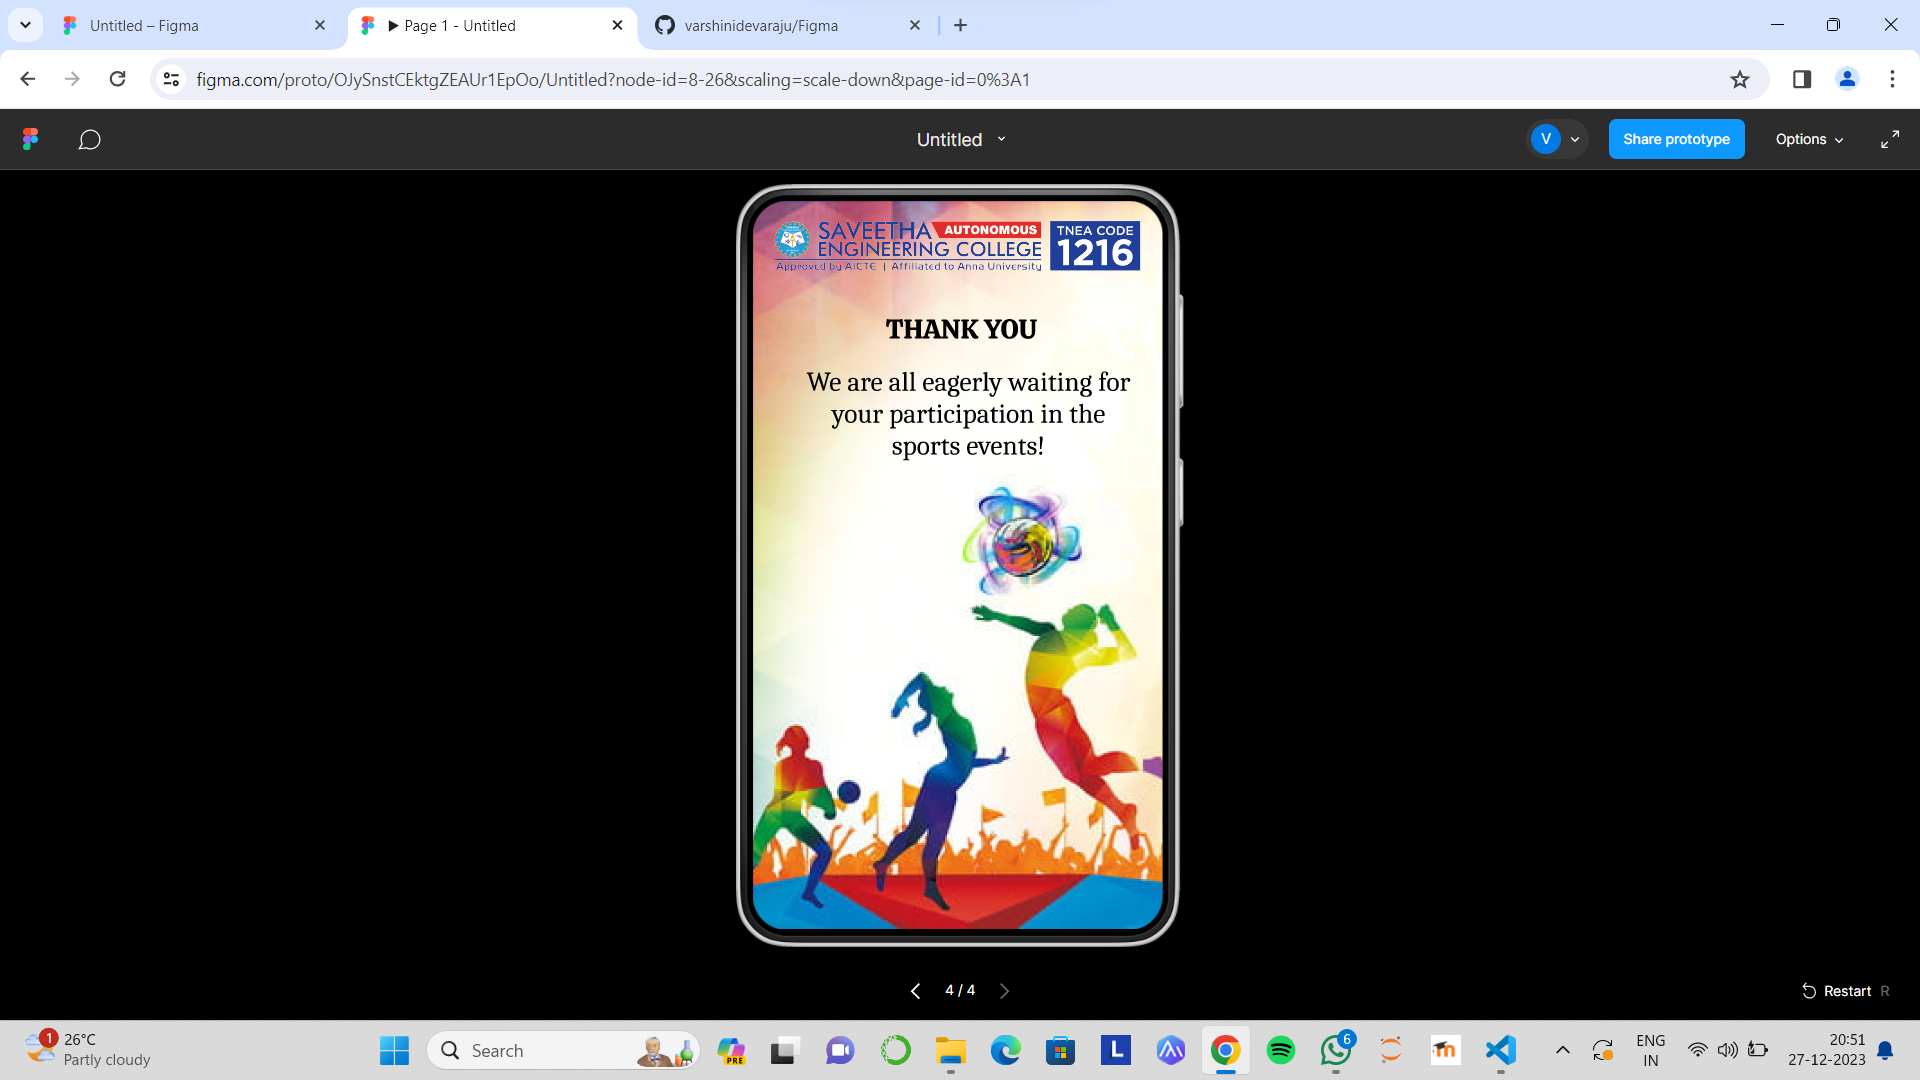 Untitled – Figma
▶ Page 1 - Untitled
varshinidevaraju/Figma
figma.com/proto/OJySnstCEktgZEAUr1EpOo/Untitled?node-id=8-26&scaling=scale-down&page-id=0%3A1
Untitled
V
Share prototype
Options
SAVEETHA AUTONOMOUS
ENGINEERING COLLEGE
Approved by AICTE | Affiliated to Anna University
TNEA CODE
1216
THANK YOU
We are all eagerly waiting for
your participation in the
sports events!
4 / 4
Restart R
1
26°C
Partly cloudy
Search
PRE
L
6
m
ENG
IN
20:51
27-12-2023